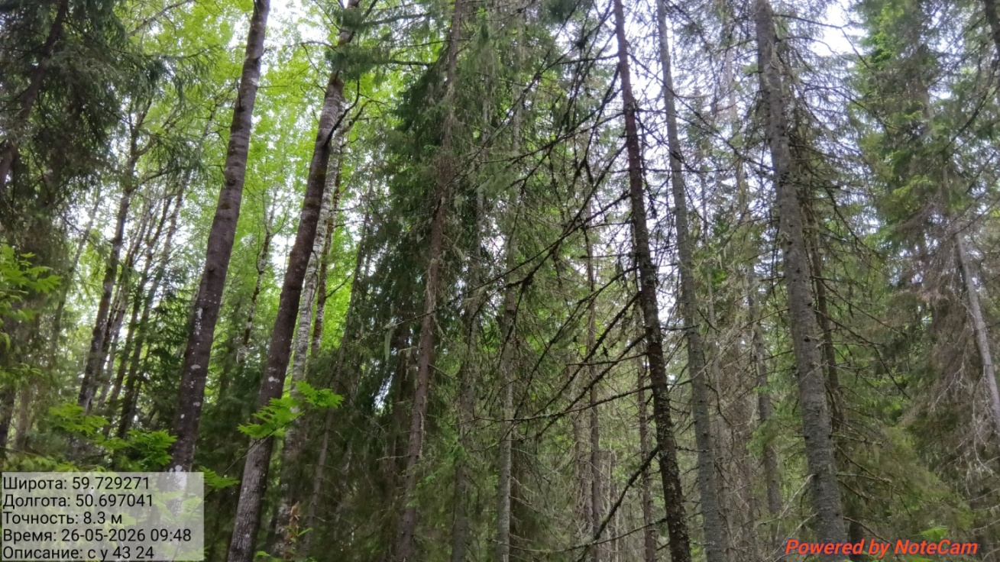 Широта: 59.729271
Долгота: 50.697041
Точность: 8.3 м
Время: 26-05-2026 09:48
Описание: с у 43 24
Powered by NoteCam